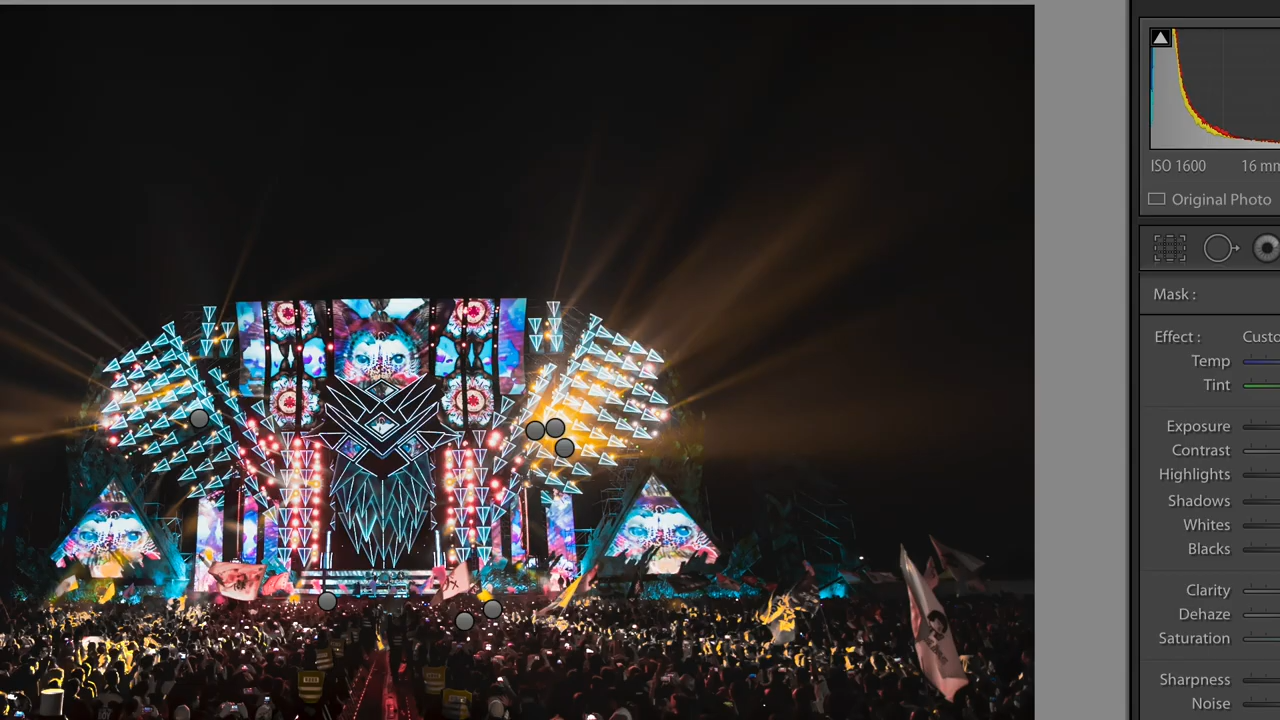 ISO 1600 16 mm
Original Photo
Mask :
Effect : Custo
Temp
Tint
Exposure
Contrast
Highlights
Shadows
Whites
Blacks
Clarity
Dehaze
Saturation
Sharpness
Noise